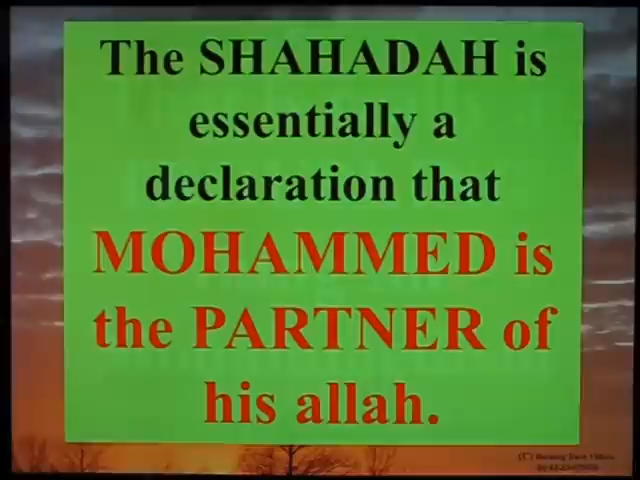 The SHAHADAH is
essentially a
declaration that
MOHAMMED is
the PARTNER of
his allah.